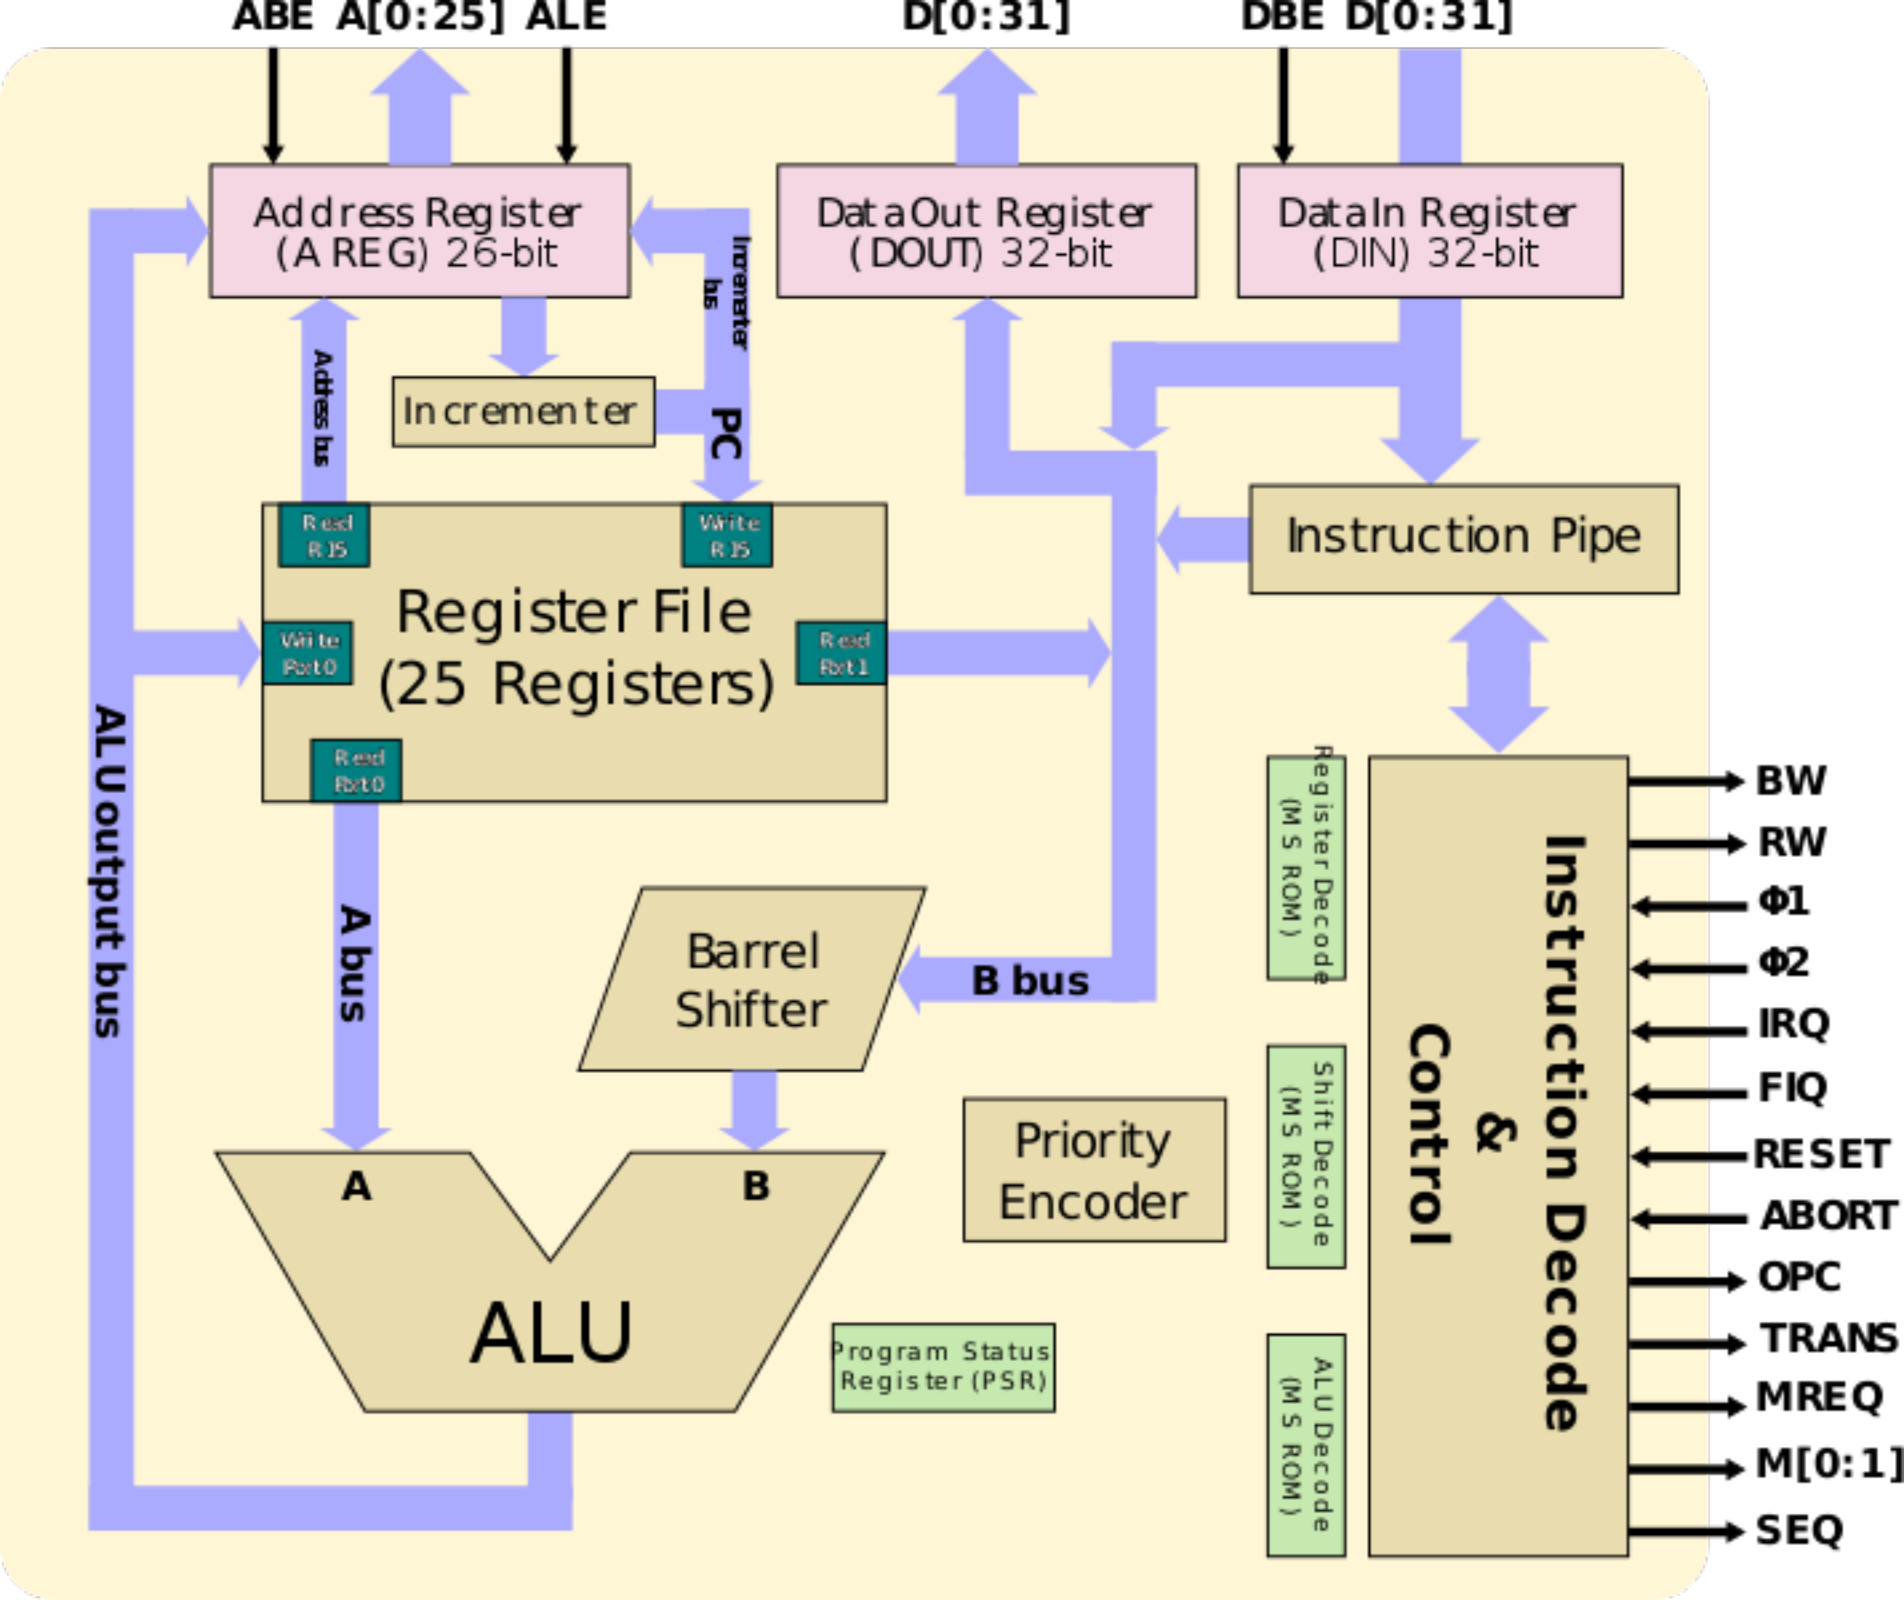 ABE A[0:25] ALE
D[0:31]
DBE D[0:31]
Address Register
(A REG) 26-bit
DataOut Register
(DOUT) 32-bit
DataIn Register
(DIN) 32-bit
Incrementer
bus
Address bus
Incrementer
PC
Read
R15
Write
R15
Instruction Pipe
Register File
(25 Registers)
Write
Port0
Read
Port1
Read
Port0
ALU output bus
A bus
Barrel
Shifter
B bus
Register Decode
(MS ROM)
Shift Decode
(MS ROM)
ALU Decode
(MS ROM)
Instruction Decode
&
Control
Priority
Encoder
A
B
ALU
Program Status
Register (PSR)
BW
RW
Φ1
Φ2
IRQ
FIQ
RESET
ABORT
OPC
TRANS
MREQ
M[0:1]
SEQ